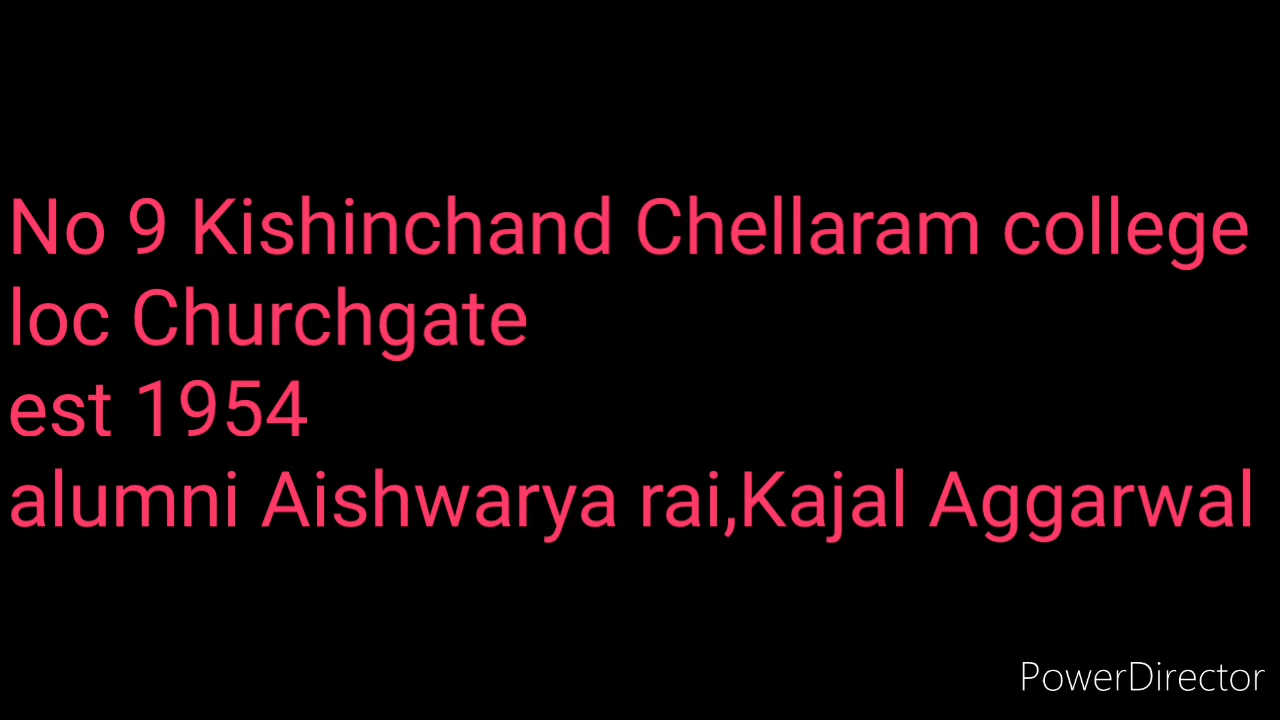 No 9 Kishinchand Chellaram college
loc Churchgate
est 1954
alumni Aishwarya rai,Kajal Aggarwal
PowerDirector